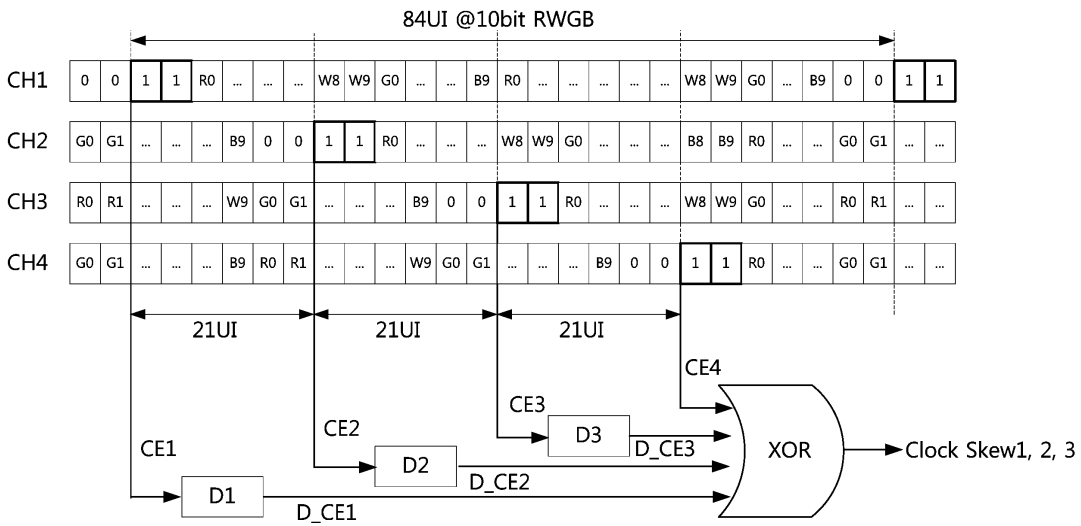 84UI @10bit RWGB
CH1 0 0 1 1 R0 ... ... ... W8 W9 G0 ... ... B9 R0 ... ... ... ... ... W8 W9 G0 ... B9 0 0 1 1
CH2 G0 G1 ... ... ... B9 0 0 1 1 R0 ... ... ... W8 W9 G0 ... ... ... B8 B9 R0 ... ... G0 G1 ... ...
CH3 R0 R1 ... ... ... W9 G0 G1 ... ... ... B9 0 0 1 1 R0 ... ... ... W8 W9 G0 ... ... R0 R1 ... ...
CH4 G0 G1 ... ... ... B9 R0 R1 ... ... ... W9 G0 G1 ... ... ... B9 0 0 1 1 R0 ... ... G0 G1 ... ...
21UI 21UI 21UI
CE4
CE3
CE2
D3
CE1
D_CE3
XOR
Clock Skew1, 2, 3
D2
D_CE2
D1
D_CE1